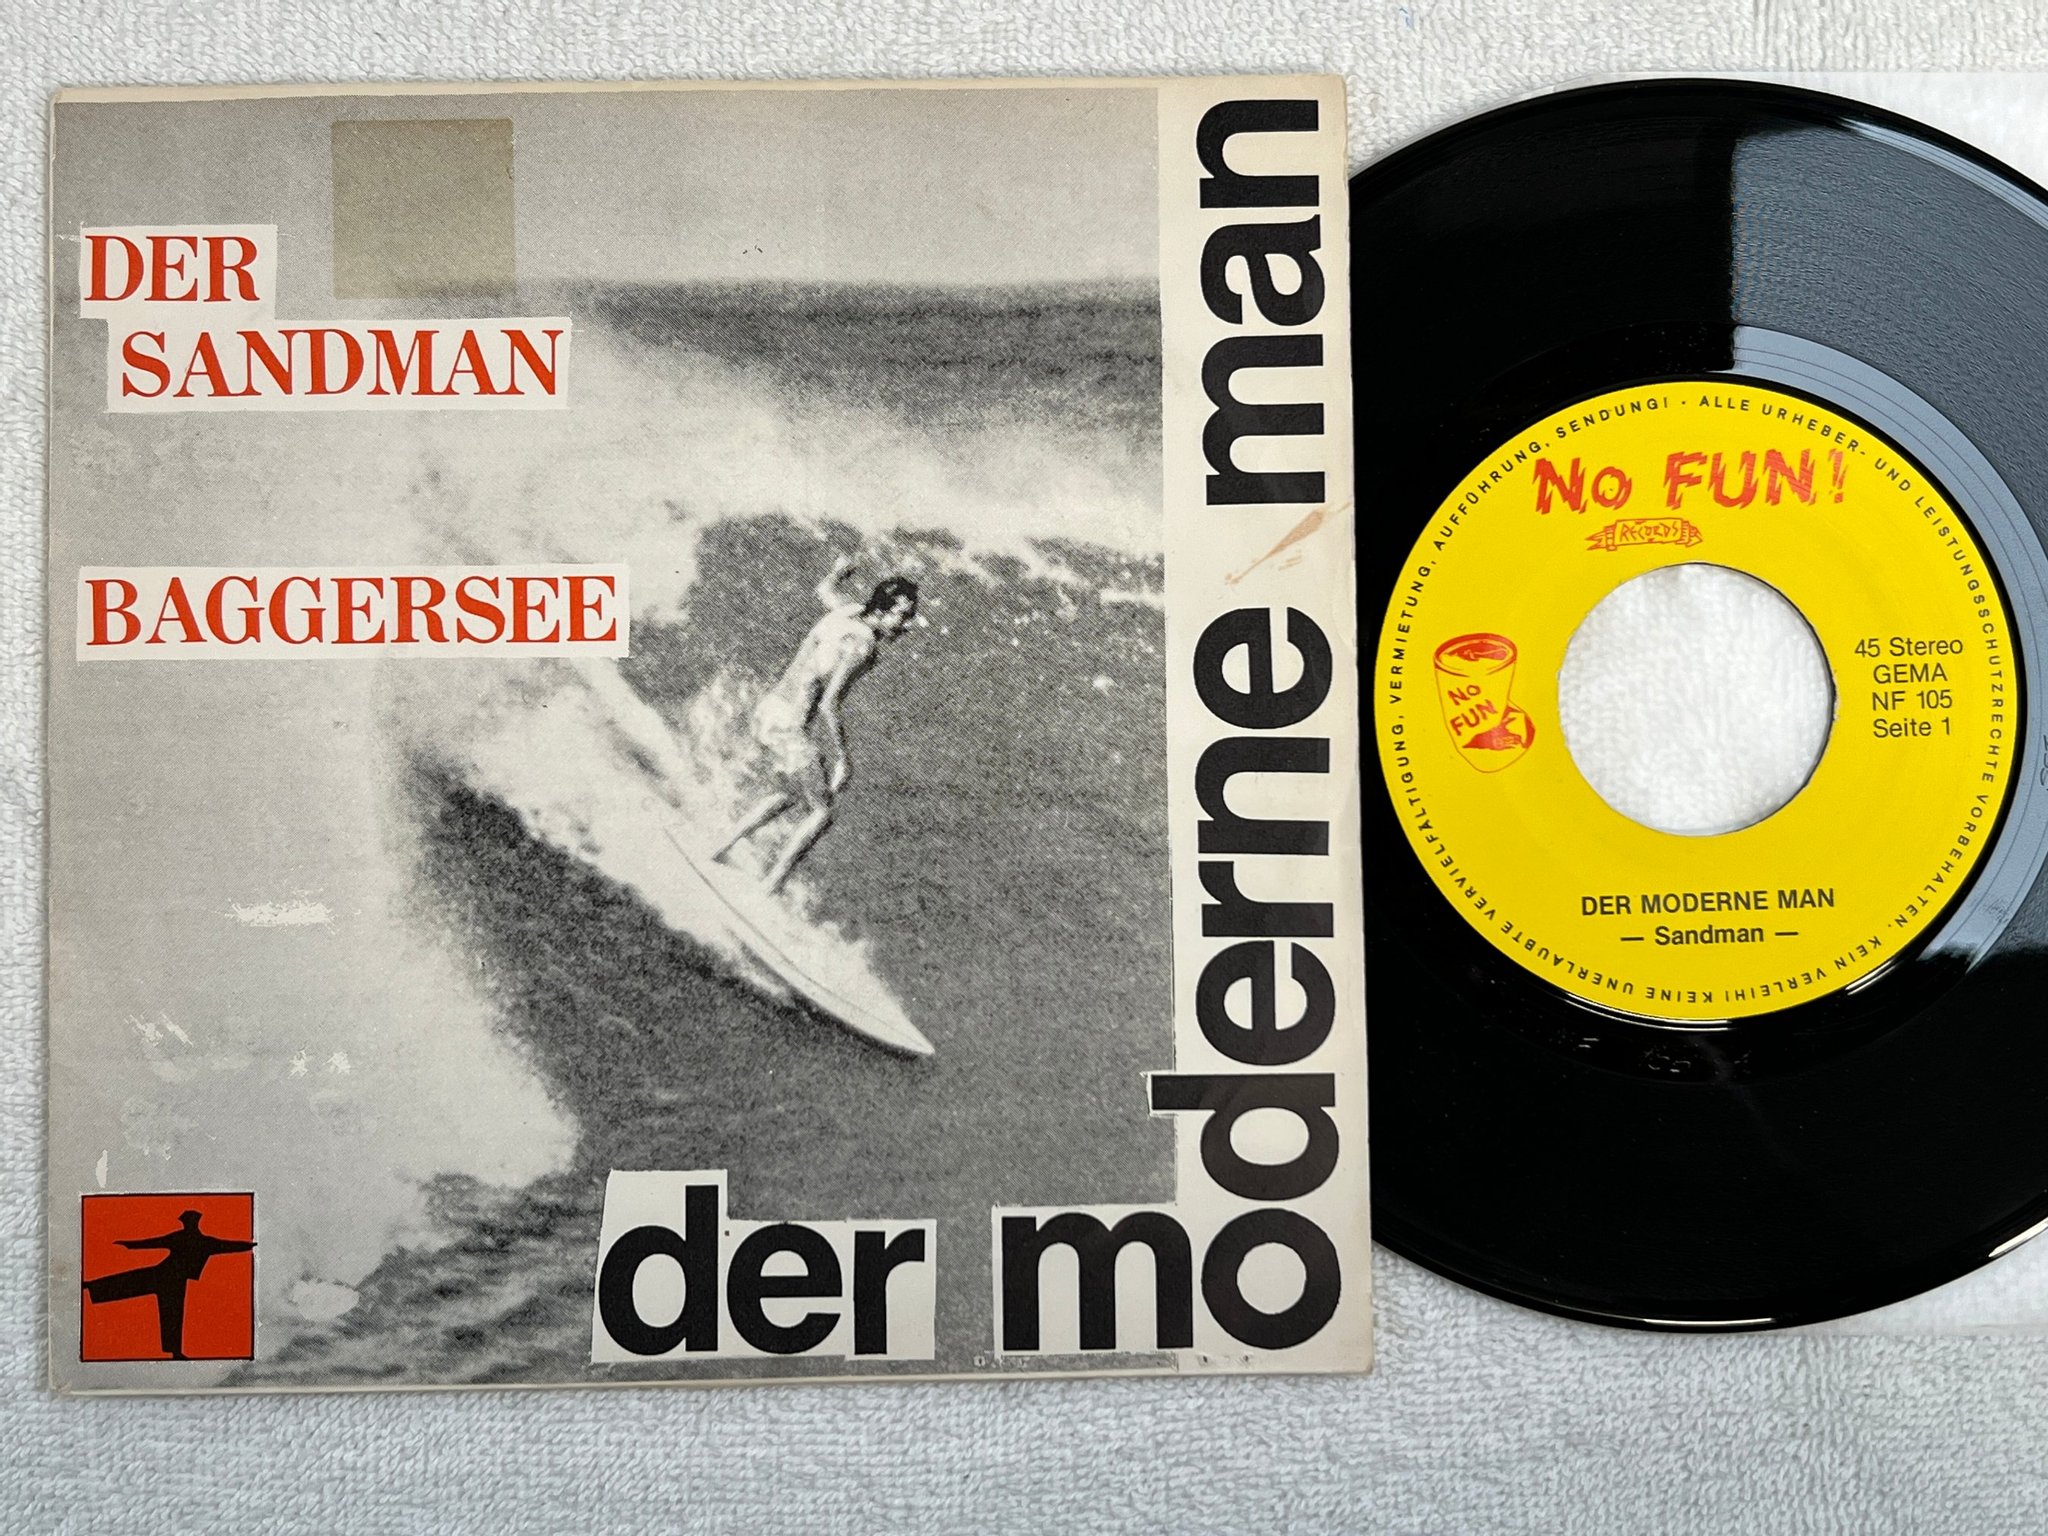 DER
SANDMAN
BAGGERSEE
der moderne man
No FUN!
RECORDS
No
FUN
45 Stereo
GEMA
NF 105
Seite 1
DER MODERNE MAN
— Sandman —
ALLE URHEBER- UND LEISTUNGSSCHUTZRECHTE VORBEHALTEN. KEIN VERLEIH! KEINE UNERLAUBTE VERVIELFÄLTIGUNG, VERMIETUNG, AUFFÜHRUNG, SENDUNG! ·